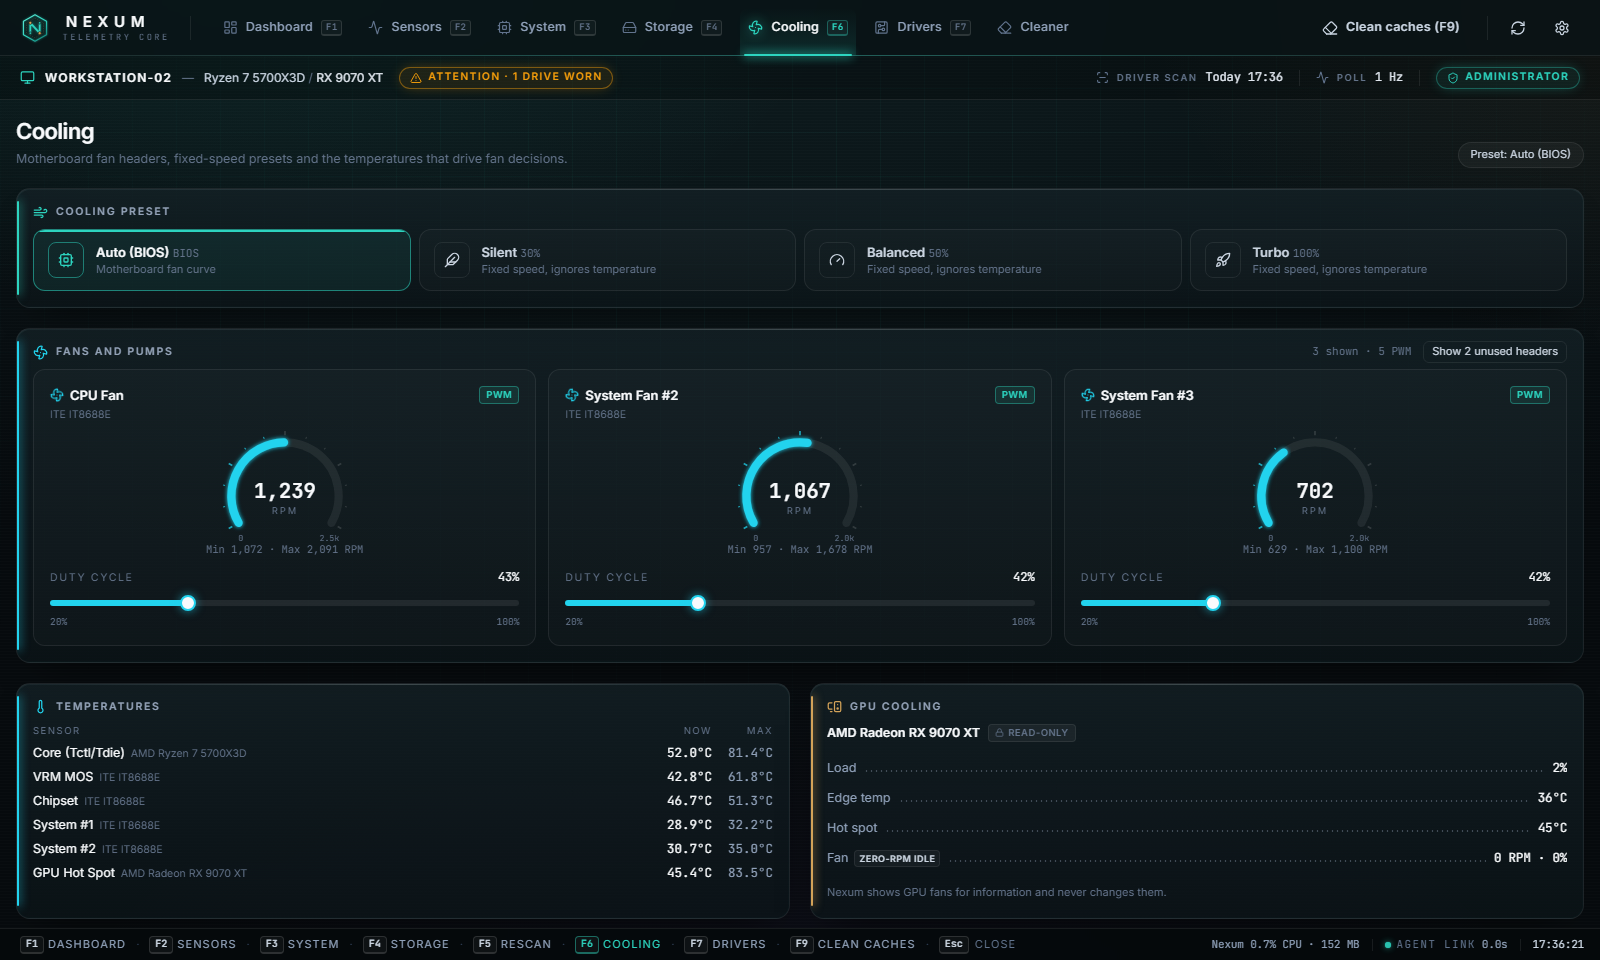 NEXUM
TELEMETRY CORE
Dashboard F1
Sensors F2
System F3
Storage F4
Cooling F6
Drivers F7
Cleaner
Clean caches (F9)
WORKSTATION-02 — Ryzen 7 5700X3D / RX 9070 XT
ATTENTION · 1 DRIVE WORN
DRIVER SCAN Today 17:36
POLL 1 Hz
ADMINISTRATOR
Cooling
Motherboard fan headers, fixed-speed presets and the temperatures that drive fan decisions.
Preset: Auto (BIOS)
COOLING PRESET
Auto (BIOS) BIOS
Motherboard fan curve
Silent 30%
Fixed speed, ignores temperature
Balanced 50%
Fixed speed, ignores temperature
Turbo 100%
Fixed speed, ignores temperature
FANS AND PUMPS
3 shown · 5 PWM
Show 2 unused headers
CPU Fan
PWM
ITE IT8688E
1,239
RPM
0 2.5k
Min 1,072 · Max 2,091 RPM
DUTY CYCLE 43%
20% 100%
System Fan #2
PWM
ITE IT8688E
1,067
RPM
0 2.0k
Min 957 · Max 1,678 RPM
DUTY CYCLE 42%
20% 100%
System Fan #3
PWM
ITE IT8688E
702
RPM
0 2.0k
Min 629 · Max 1,100 RPM
DUTY CYCLE 42%
20% 100%
TEMPERATURES
SENSOR NOW MAX
Core (Tctl/Tdie) AMD Ryzen 7 5700X3D 52.0°C 81.4°C
VRM MOS ITE IT8688E 42.8°C 61.8°C
Chipset ITE IT8688E 46.7°C 51.3°C
System #1 ITE IT8688E 28.9°C 32.2°C
System #2 ITE IT8688E 30.7°C 35.0°C
GPU Hot Spot AMD Radeon RX 9070 XT 45.4°C 83.5°C
GPU COOLING
AMD Radeon RX 9070 XT READ-ONLY
Load 2%
Edge temp 36°C
Hot spot 45°C
Fan ZERO-RPM IDLE 0 RPM · 0%
Nexum shows GPU fans for information and never changes them.
F1 DASHBOARD · F2 SENSORS · F3 SYSTEM · F4 STORAGE · F5 RESCAN · F6 COOLING · F7 DRIVERS · F9 CLEAN CACHES · Esc CLOSE
Nexum 0.7% CPU · 152 MB
AGENT LINK 0.0s
17:36:21